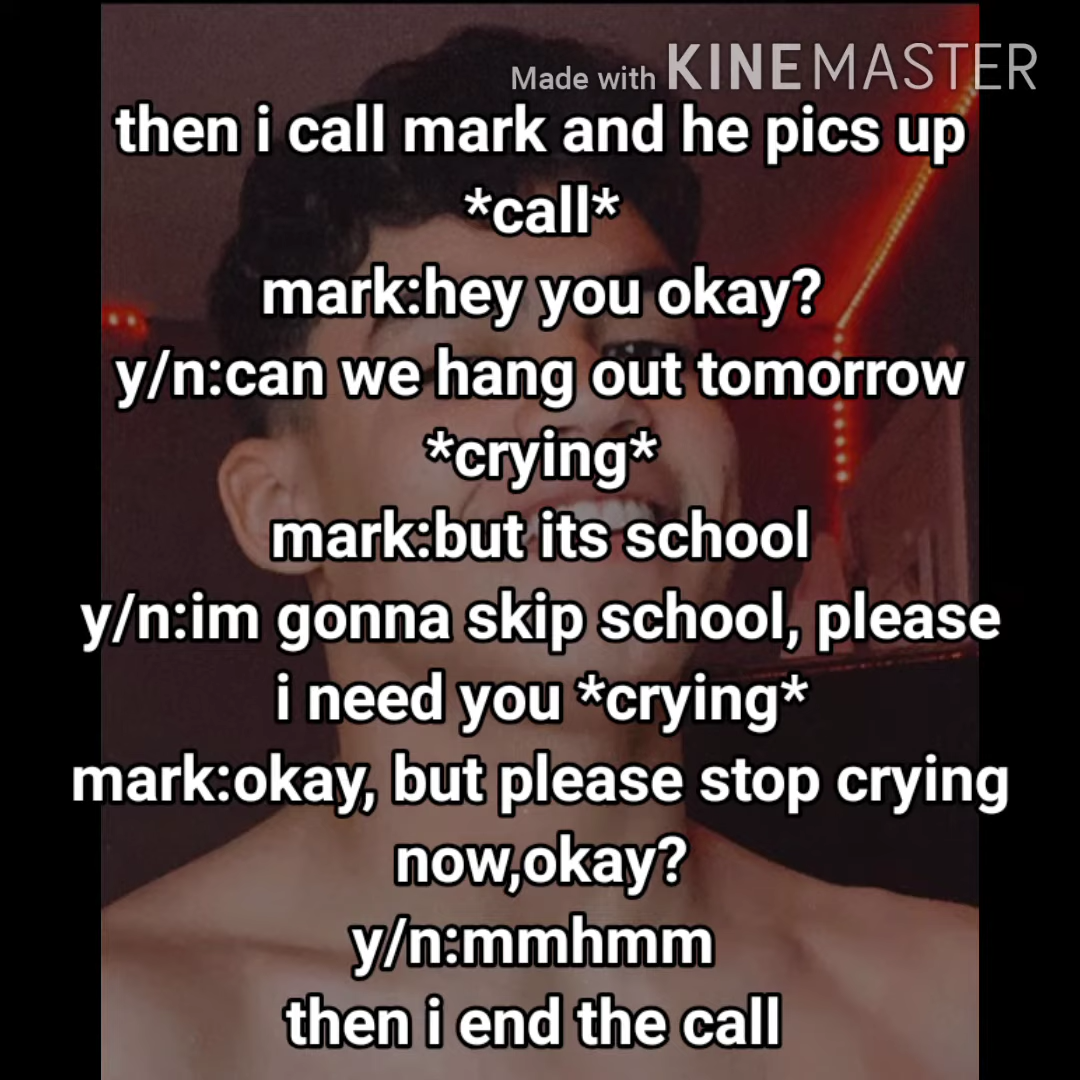 Made with KINEMASTER
then i call mark and he pics up
*call*
mark:hey you okay?
y/n:can we hang out tomorrow
*crying*
mark:but its school
y/n:im gonna skip school, please
i need you *crying*
mark:okay, but please stop crying
now,okay?
y/n:mmhmm
then i end the call